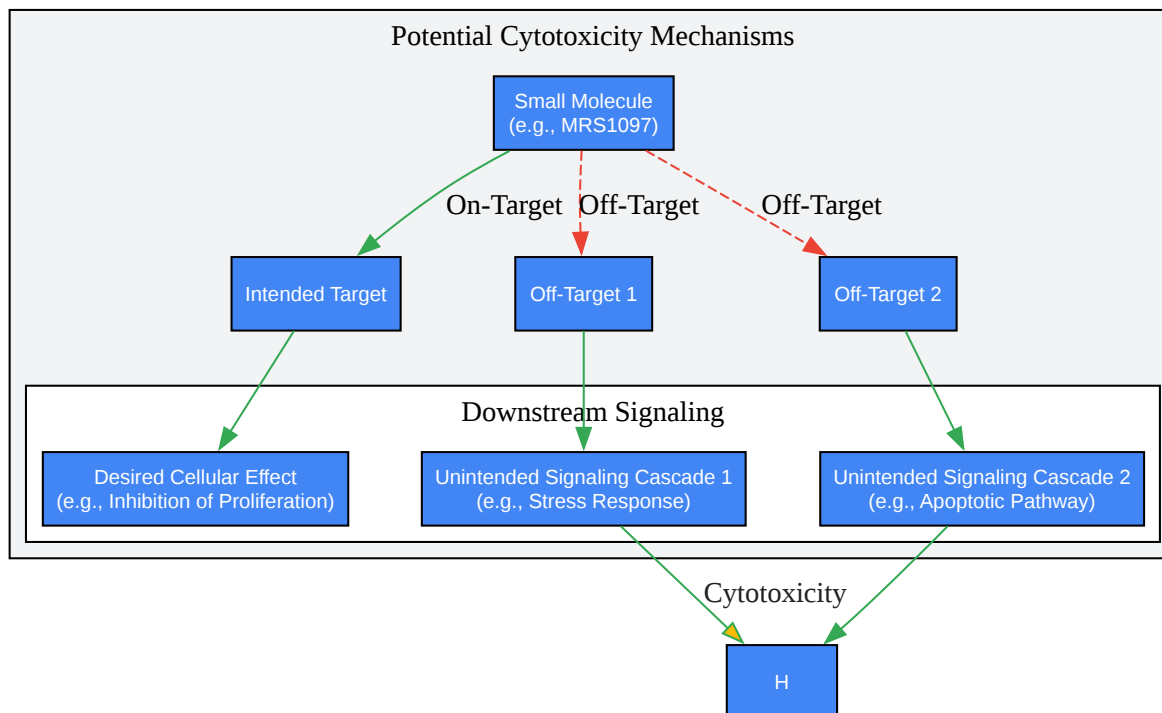 Potential Cytotoxicity Mechanisms
Small Molecule
(e.g., MRS1097)
On-Target
Off-Target
Off-Target
Intended Target
Off-Target 1
Off-Target 2
Downstream Signaling
Desired Cellular Effect
(e.g., Inhibition of Proliferation)
Unintended Signaling Cascade 1
(e.g., Stress Response)
Unintended Signaling Cascade 2
(e.g., Apoptotic Pathway)
Cytotoxicity
H